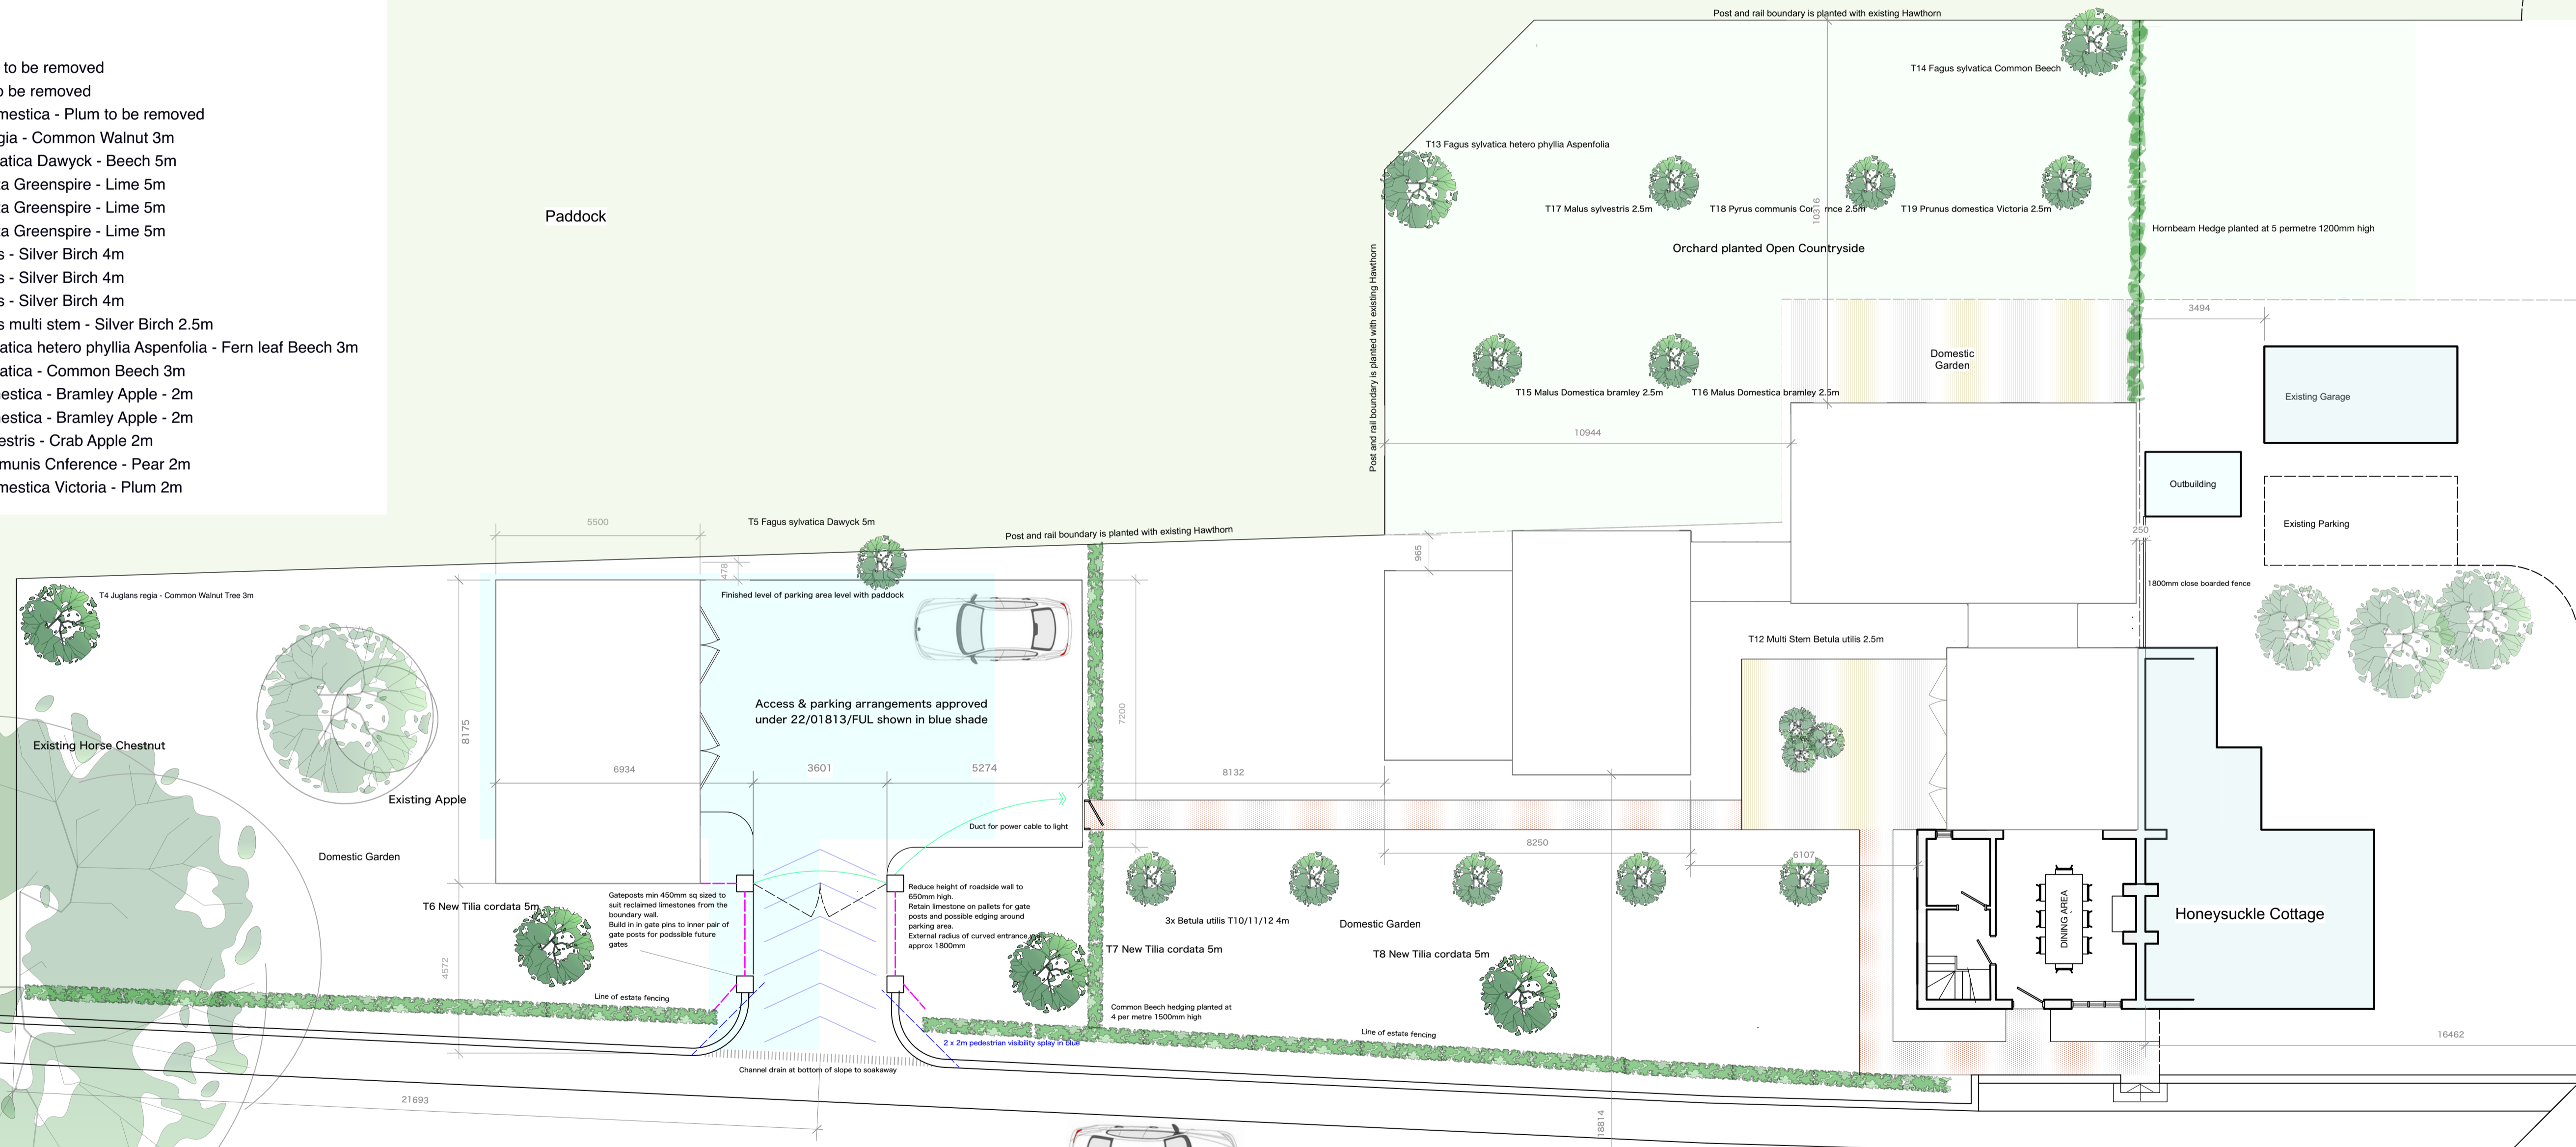 to be removed
o be removed
mestica - Plum to be removed
gia - Common Walnut 3m
atica Dawyck - Beech 5m
ta Greenspire - Lime 5m
ta Greenspire - Lime 5m
ta Greenspire - Lime 5m
s - Silver Birch 4m
s - Silver Birch 4m
s - Silver Birch 4m
s multi stem - Silver Birch 2.5m
atica hetero phyllia Aspenfolia - Fern leaf Beech 3m
atica - Common Beech 3m
nestica - Bramley Apple - 2m
nestica - Bramley Apple - 2m
estris - Crab Apple 2m
munis Cnference - Pear 2m
mestica Victoria - Plum 2m
Paddock
Post and rail boundary is planted with existing Hawthorn
T14 Fagus sylvatica Common Beech
T13 Fagus sylvatica hetero phyllia Aspenfolia
T17 Malus sylvestris 2.5m
T18 Pyrus communis Co rnce 2.5m
T19 Prunus domestica Victoria 2.5m
10316
Hornbeam Hedge planted at 5 permetre 1200mm high
Orchard planted Open Countryside
Post and rail boundary is planted with existing Hawthorn
3494
Domestic
Garden
T15 Malus Domestica bramley 2.5m
T16 Malus Domestica bramley 2.5m
Existing Garage
10944
Outbuilding
Existing Parking
250
5500
T5 Fagus sylvatica Dawyck 5m
Post and rail boundary is planted with existing Hawthorn
965
478
T4 Juglans regia - Common Walnut Tree 3m
Finished level of parking area level with paddock
1800mm close boarded fence
T12 Multi Stem Betula utilis 2.5m
Access & parking arrangements approved
under 22/01813/FUL shown in blue shade
7200
8175
Existing Horse Chestnut
6934
3601
5274
8132
Existing Apple
Duct for power cable to light
Domestic Garden
8250
6107
Gateposts min 450mm sq sized to
suit reclaimed limestones from the
boundary wall.
Build in in gate pins to inner pair of
gate posts for podssible future
gates
Reduce height of roadside wall to
650mm high.
Retain limestone on pallets for gate
posts and possible edging around
parking area.
External radius of curved entrance
approx 1800mm
T6 New Tilia cordata 5m
3x Betula utilis T10/11/12 4m
Domestic Garden
DINING AREA
Honeysuckle Cottage
T7 New Tilia cordata 5m
T8 New Tilia cordata 5m
4572
Line of estate fencing
Common Beech hedging planted at
4 per metre 1500mm high
Line of estate fencing
2 x 2m pedestrian visibility splay in blue
16462
Channel drain at bottom of slope to soakaway
21693
18814